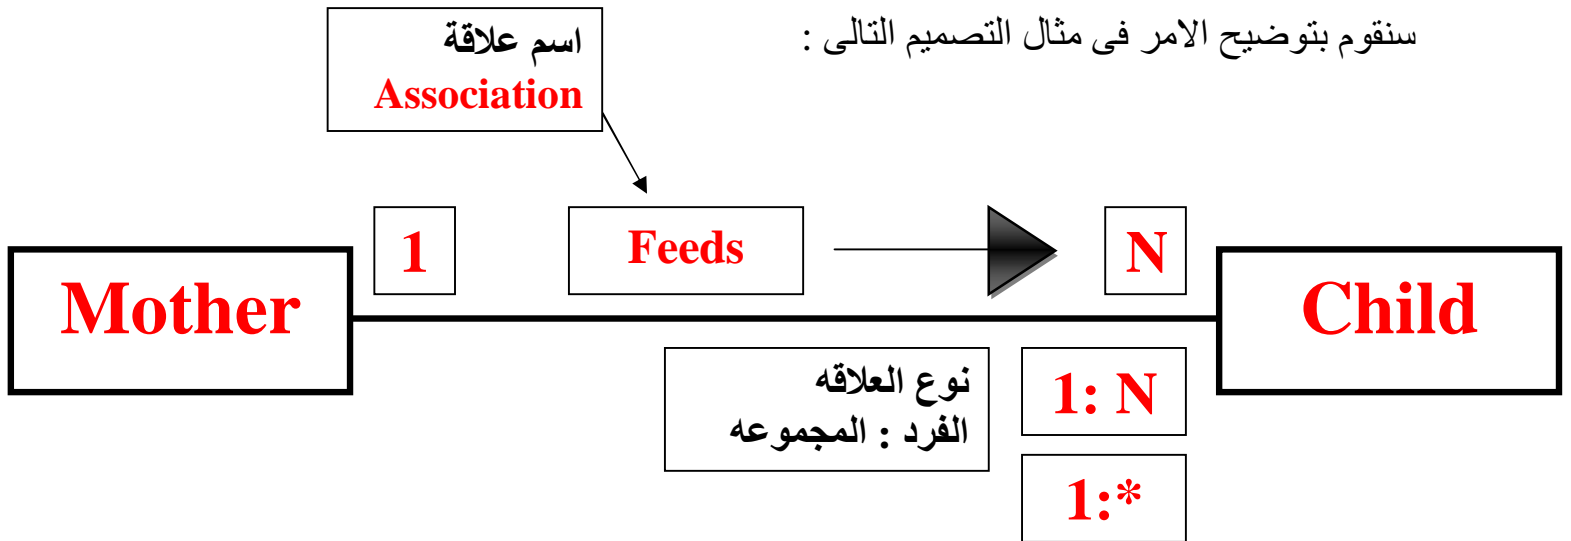 سنقوم بتوضيح الامر فى مثال التصميم التالى :
اسم علاقة
Association
1
Feeds
N
Mother
Child
نوع العلاقه
الفرد : المجموعه
1: N
1:*